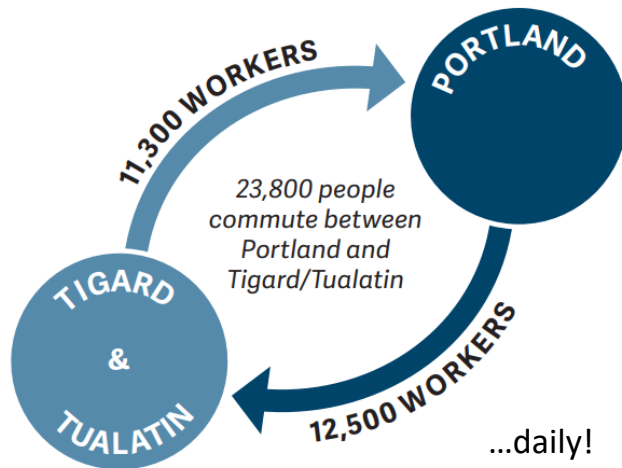 11,300 WORKERS
PORTLAND
23,800 people
commute between
Portland and
Tigard/Tualatin
TIGARD
&
TUALATIN
12,500 WORKERS
...daily!